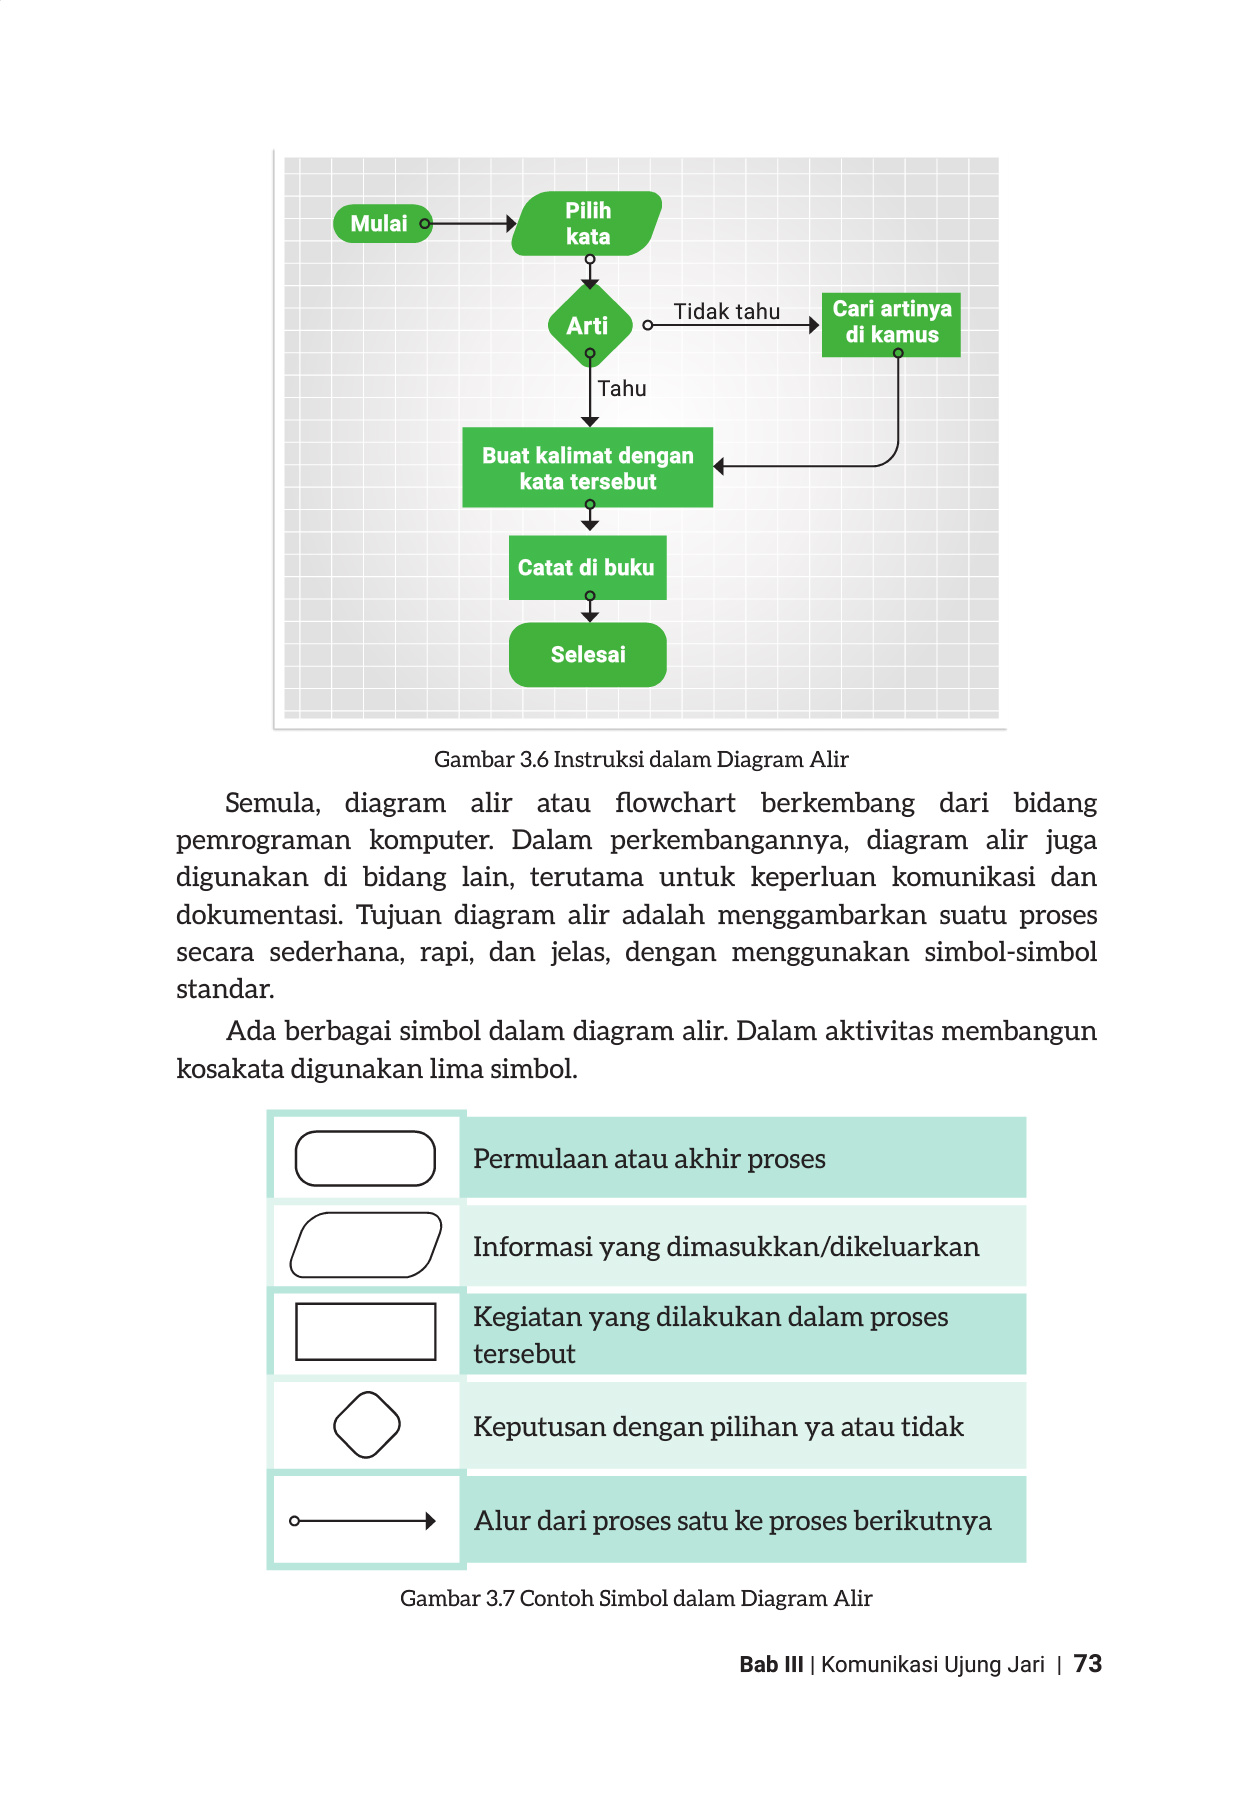 Mulai
Pilih
kata
Arti
Tidak tahu
Cari artinya
di kamus
Tahu
Buat kalimat dengan
kata tersebut
Catat di buku
Selesai
Gambar 3.6 Instruksi dalam Diagram Alir
Semula, diagram alir atau flowchart berkembang dari bidang
pemrograman komputer. Dalam perkembangannya, diagram alir juga
digunakan di bidang lain, terutama untuk keperluan komunikasi dan
dokumentasi. Tujuan diagram alir adalah menggambarkan suatu proses
secara sederhana, rapi, dan jelas, dengan menggunakan simbol-simbol
standar.
Ada berbagai simbol dalam diagram alir. Dalam aktivitas membangun
kosakata digunakan lima simbol.
Permulaan atau akhir proses
Informasi yang dimasukkan/dikeluarkan
Kegiatan yang dilakukan dalam proses
tersebut
Keputusan dengan pilihan ya atau tidak
Alur dari proses satu ke proses berikutnya
Gambar 3.7 Contoh Simbol dalam Diagram Alir
Bab III | Komunikasi Ujung Jari | 73